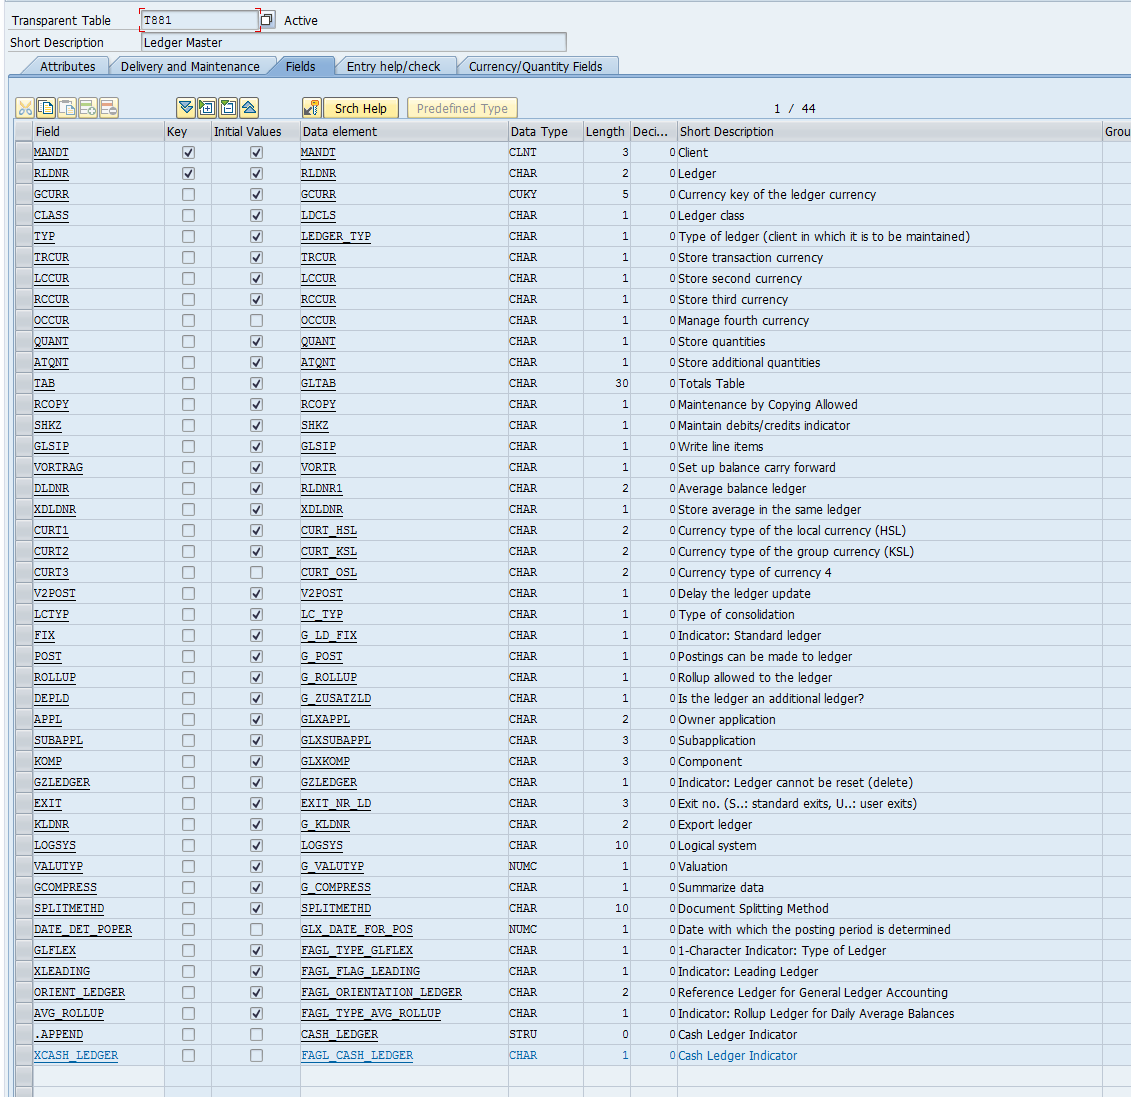 Transparent Table T881 Active
Short Description Ledger Master
Attributes Delivery and Maintenance Fields Entry help/check Currency/Quantity Fields
Srch Help Predefined Type 1 / 44
Field Key Initial Values Data element Data Type Length Deci... Short Description Grou
MANDT MANDT CLNT 3 0 Client
RLDNR RLDNR CHAR 2 0 Ledger
GCURR GCURR CUKY 5 0 Currency key of the ledger currency
CLASS LDCLS CHAR 1 0 Ledger class
TYP LEDGER_TYP CHAR 1 0 Type of ledger (client in which it is to be maintained)
TRCUR TRCUR CHAR 1 0 Store transaction currency
LCCUR LCCUR CHAR 1 0 Store second currency
RCCUR RCCUR CHAR 1 0 Store third currency
OCCUR OCCUR CHAR 1 0 Manage fourth currency
QUANT QUANT CHAR 1 0 Store quantities
ATQNT ATQNT CHAR 1 0 Store additional quantities
TAB GLTAB CHAR 30 0 Totals Table
RCOPY RCOPY CHAR 1 0 Maintenance by Copying Allowed
SHKZ SHKZ CHAR 1 0 Maintain debits/credits indicator
GLSIP GLSIP CHAR 1 0 Write line items
VORTRAG VORTR CHAR 1 0 Set up balance carry forward
DLDNR RLDNR1 CHAR 2 0 Average balance ledger
XDLDNR XDLDNR CHAR 1 0 Store average in the same ledger
CURT1 CURT_HSL CHAR 2 0 Currency type of the local currency (HSL)
CURT2 CURT_KSL CHAR 2 0 Currency type of the group currency (KSL)
CURT3 CURT_OSL CHAR 2 0 Currency type of currency 4
V2POST V2POST CHAR 1 0 Delay the ledger update
LCTYP LC_TYP CHAR 1 0 Type of consolidation
FIX G_LD_FIX CHAR 1 0 Indicator: Standard ledger
POST G_POST CHAR 1 0 Postings can be made to ledger
ROLLUP G_ROLLUP CHAR 1 0 Rollup allowed to the ledger
DEPLD G_ZUSATZLD CHAR 1 0 Is the ledger an additional ledger?
APPL GLXAPPL CHAR 2 0 Owner application
SUBAPPL GLXSUBAPPL CHAR 3 0 Subapplication
KOMP GLXKOMP CHAR 3 0 Component
GZLEDGER GZLEDGER CHAR 1 0 Indicator: Ledger cannot be reset (delete)
EXIT EXIT_NR_LD CHAR 3 0 Exit no. (S..: standard exits, U..: user exits)
KLDNR G_KLDNR CHAR 2 0 Export ledger
LOGSYS LOGSYS CHAR 10 0 Logical system
VALUTYP G_VALUTYP NUMC 1 0 Valuation
GCOMPRESS G_COMPRESS CHAR 1 0 Summarize data
SPLITMETHD SPLITMETHD CHAR 10 0 Document Splitting Method
DATE_DET_POPER GLX_DATE_FOR_POS NUMC 1 0 Date with which the posting period is determined
GLFLEX FAGL_TYPE_GLFLEX CHAR 1 0 1-Character Indicator: Type of Ledger
XLEADING FAGL_FLAG_LEADING CHAR 1 0 Indicator: Leading Ledger
ORIENT_LEDGER FAGL_ORIENTATION_LEDGER CHAR 2 0 Reference Ledger for General Ledger Accounting
AVG_ROLLUP FAGL_TYPE_AVG_ROLLUP CHAR 1 0 Indicator: Rollup Ledger for Daily Average Balances
.APPEND CASH_LEDGER STRU 0 0 Cash Ledger Indicator
XCASH_LEDGER FAGL_CASH_LEDGER CHAR 1 0 Cash Ledger Indicator